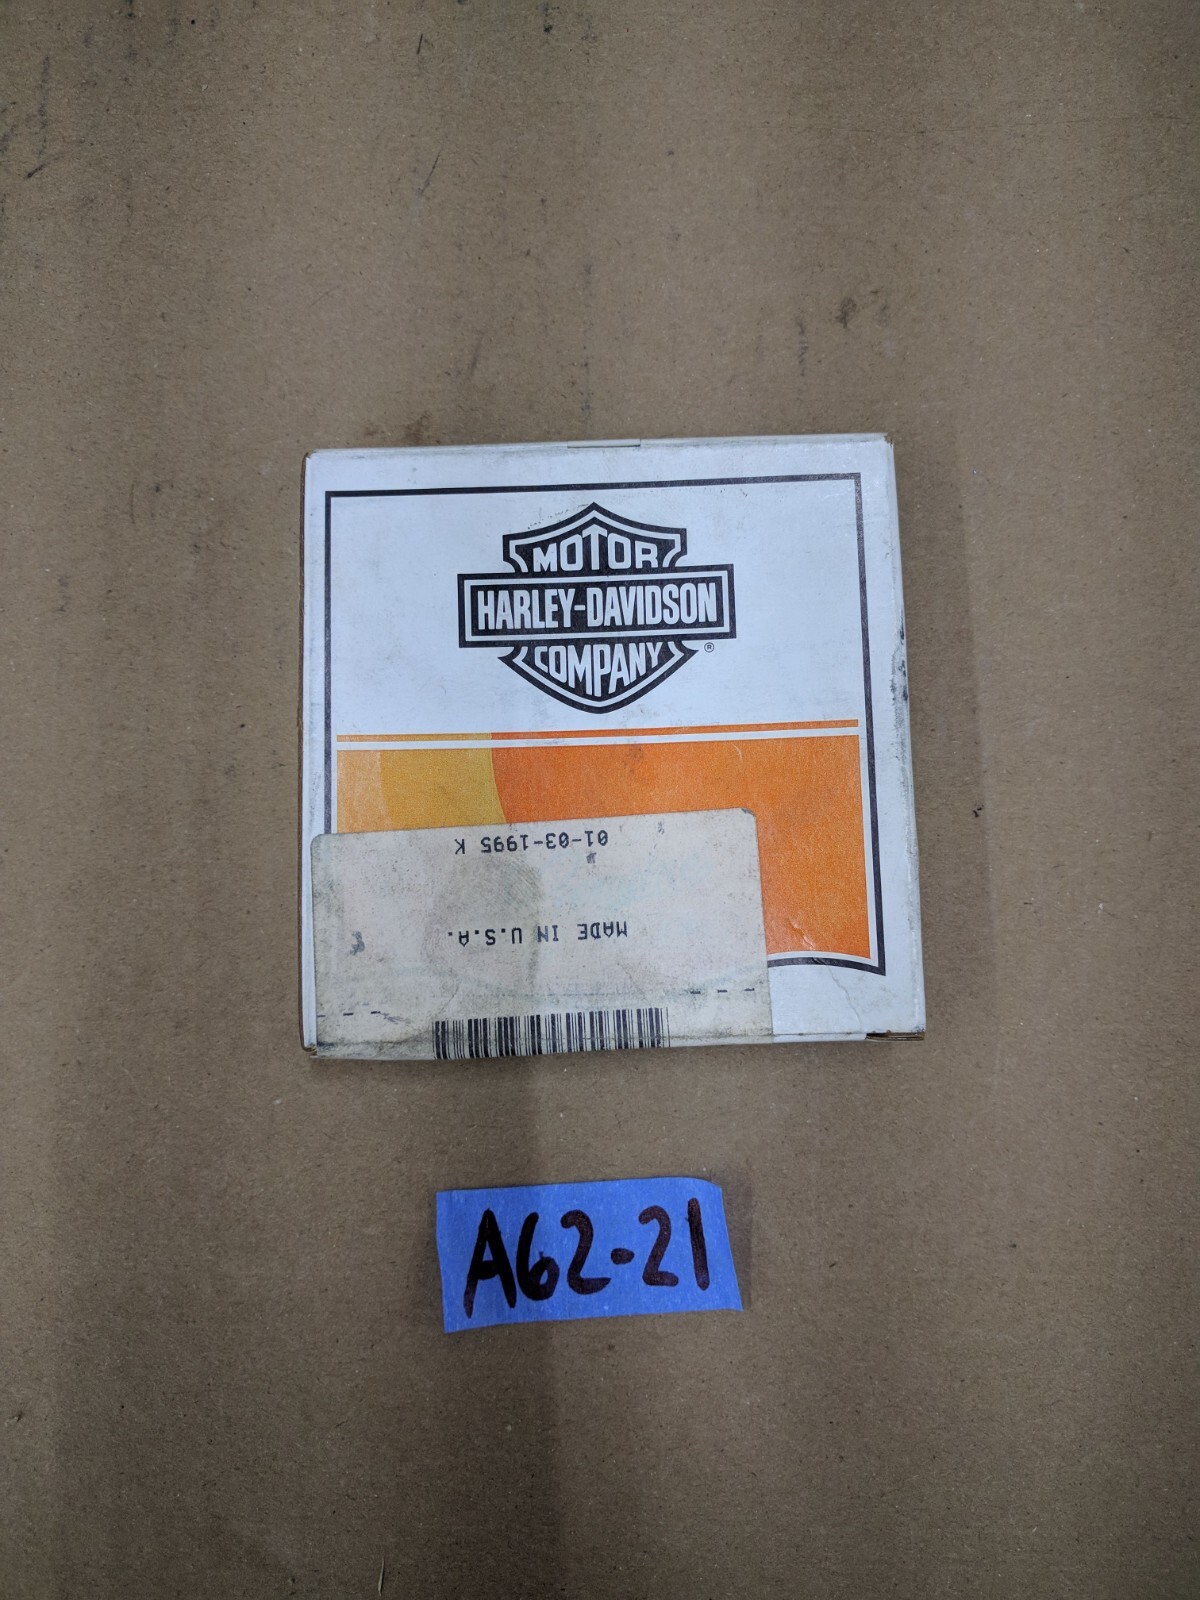 MOTOR
HARLEY-DAVIDSON
COMPANY
®
01-03-1995 K
MADE IN U.S.A.
A62-21